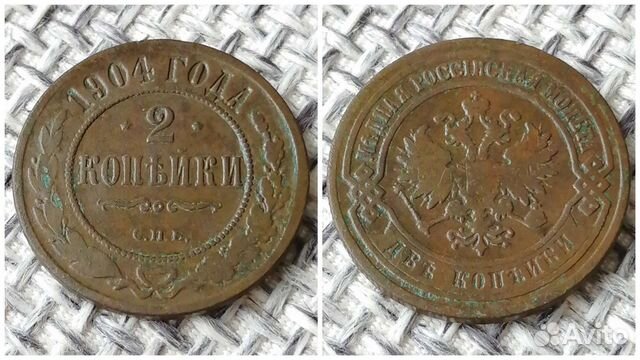 1904 ГОДА
2
КОПѢЙКИ
С.П.Б.
МѢДНАЯ РОССІЙСКАЯ МОНЕТА
ДВѢ КОПѢЙКИ
Avito